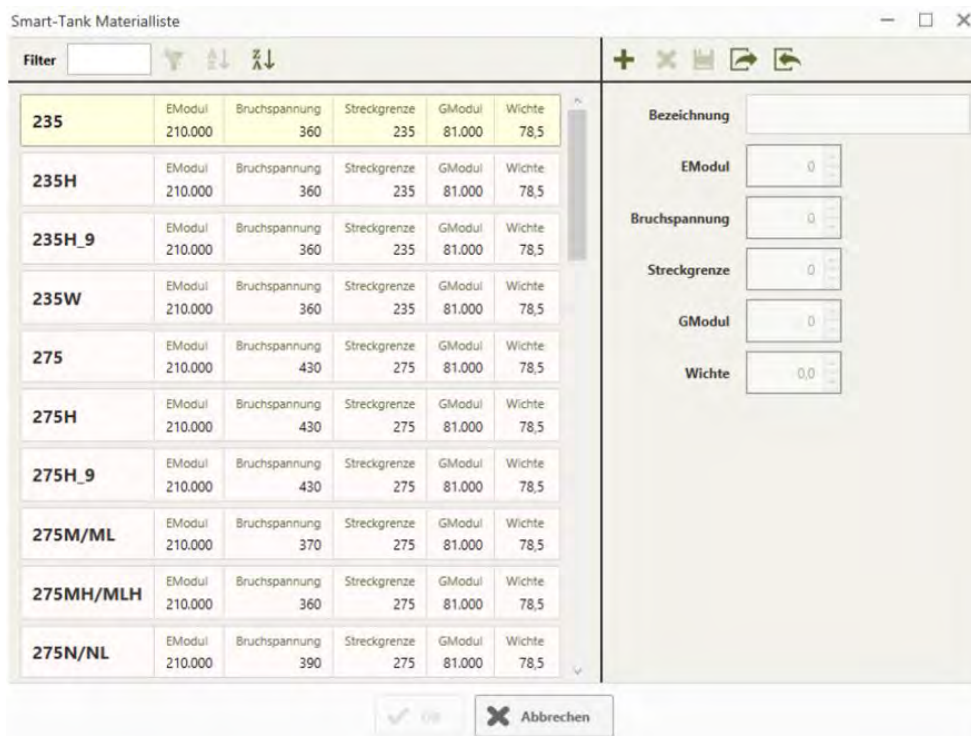 Smart-Tank Materialliste
Filter
235 EModul 210.000 Bruchspannung 360 Streckgrenze 235 GModul 81.000 Wichte 78,5
235H EModul 210.000 Bruchspannung 360 Streckgrenze 235 GModul 81.000 Wichte 78,5
235H_9 EModul 210.000 Bruchspannung 360 Streckgrenze 235 GModul 81.000 Wichte 78,5
235W EModul 210.000 Bruchspannung 360 Streckgrenze 235 GModul 81.000 Wichte 78,5
275 EModul 210.000 Bruchspannung 430 Streckgrenze 275 GModul 81.000 Wichte 78,5
275H EModul 210.000 Bruchspannung 430 Streckgrenze 275 GModul 81.000 Wichte 78,5
275H_9 EModul 210.000 Bruchspannung 430 Streckgrenze 275 GModul 81.000 Wichte 78,5
275M/ML EModul 210.000 Bruchspannung 370 Streckgrenze 275 GModul 81.000 Wichte 78,5
275MH/MLH EModul 210.000 Bruchspannung 360 Streckgrenze 275 GModul 81.000 Wichte 78,5
275N/NL EModul 210.000 Bruchspannung 390 Streckgrenze 275 GModul 81.000 Wichte 78,5
Bezeichnung
EModul 0
Bruchspannung 0
Streckgrenze 0
GModul 0
Wichte 0,0
Abbrechen